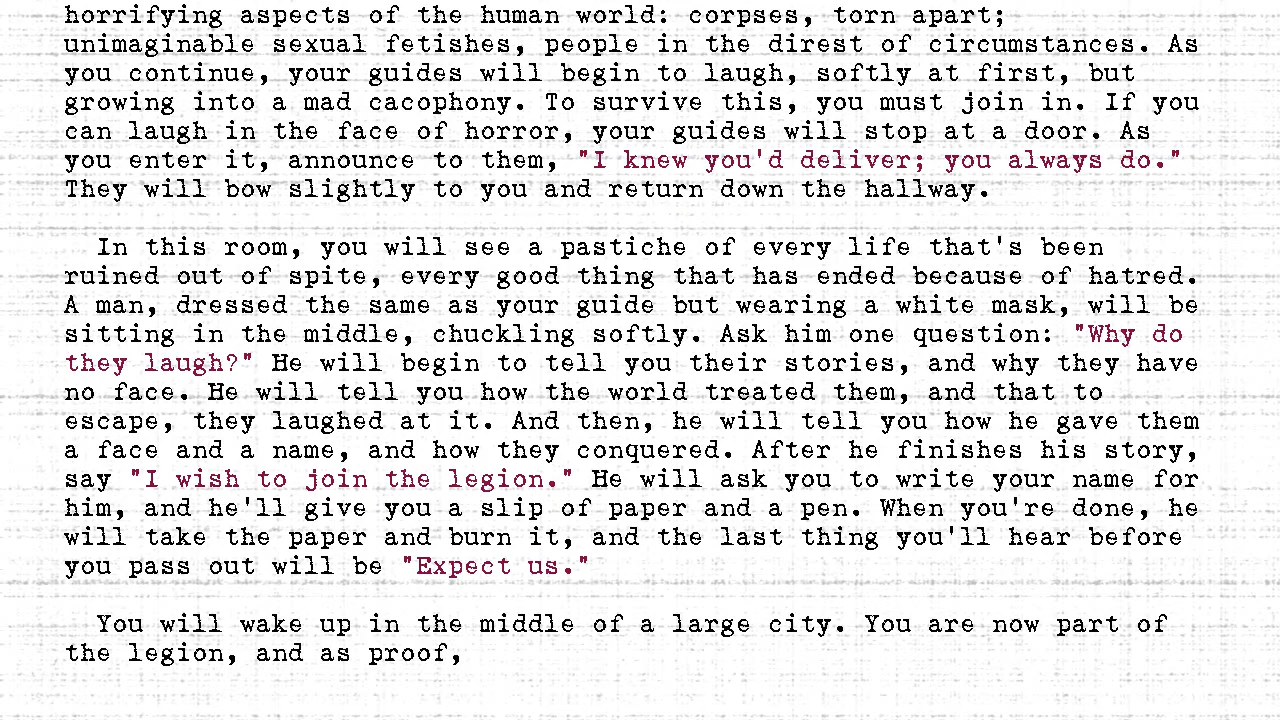 horrifying aspects of the human world: corpses, torn apart;
unimaginable sexual fetishes, people in the direst of circumstances. As
you continue, your guides will begin to laugh, softly at first, but
growing into a mad cacophony. To survive this, you must join in. If you
can laugh in the face of horror, your guides will stop at a door. As
you enter it, announce to them, "I knew you'd deliver; you always do."
They will bow slightly to you and return down the hallway.
In this room, you will see a pastiche of every life that's been
ruined out of spite, every good thing that has ended because of hatred.
A man, dressed the same as your guide but wearing a white mask, will be
sitting in the middle, chuckling softly. Ask him one question: "Why do
they laugh?" He will begin to tell you their stories, and why they have
no face. He will tell you how the world treated them, and that to
escape, they laughed at it. And then, he will tell you how he gave them
a face and a name, and how they conquered. After he finishes his story,
say "I wish to join the legion." He will ask you to write your name for
him, and he'll give you a slip of paper and a pen. When you're done, he
will take the paper and burn it, and the last thing you'll hear before
you pass out will be "Expect us."
You will wake up in the middle of a large city. You are now part of
the legion, and as proof,